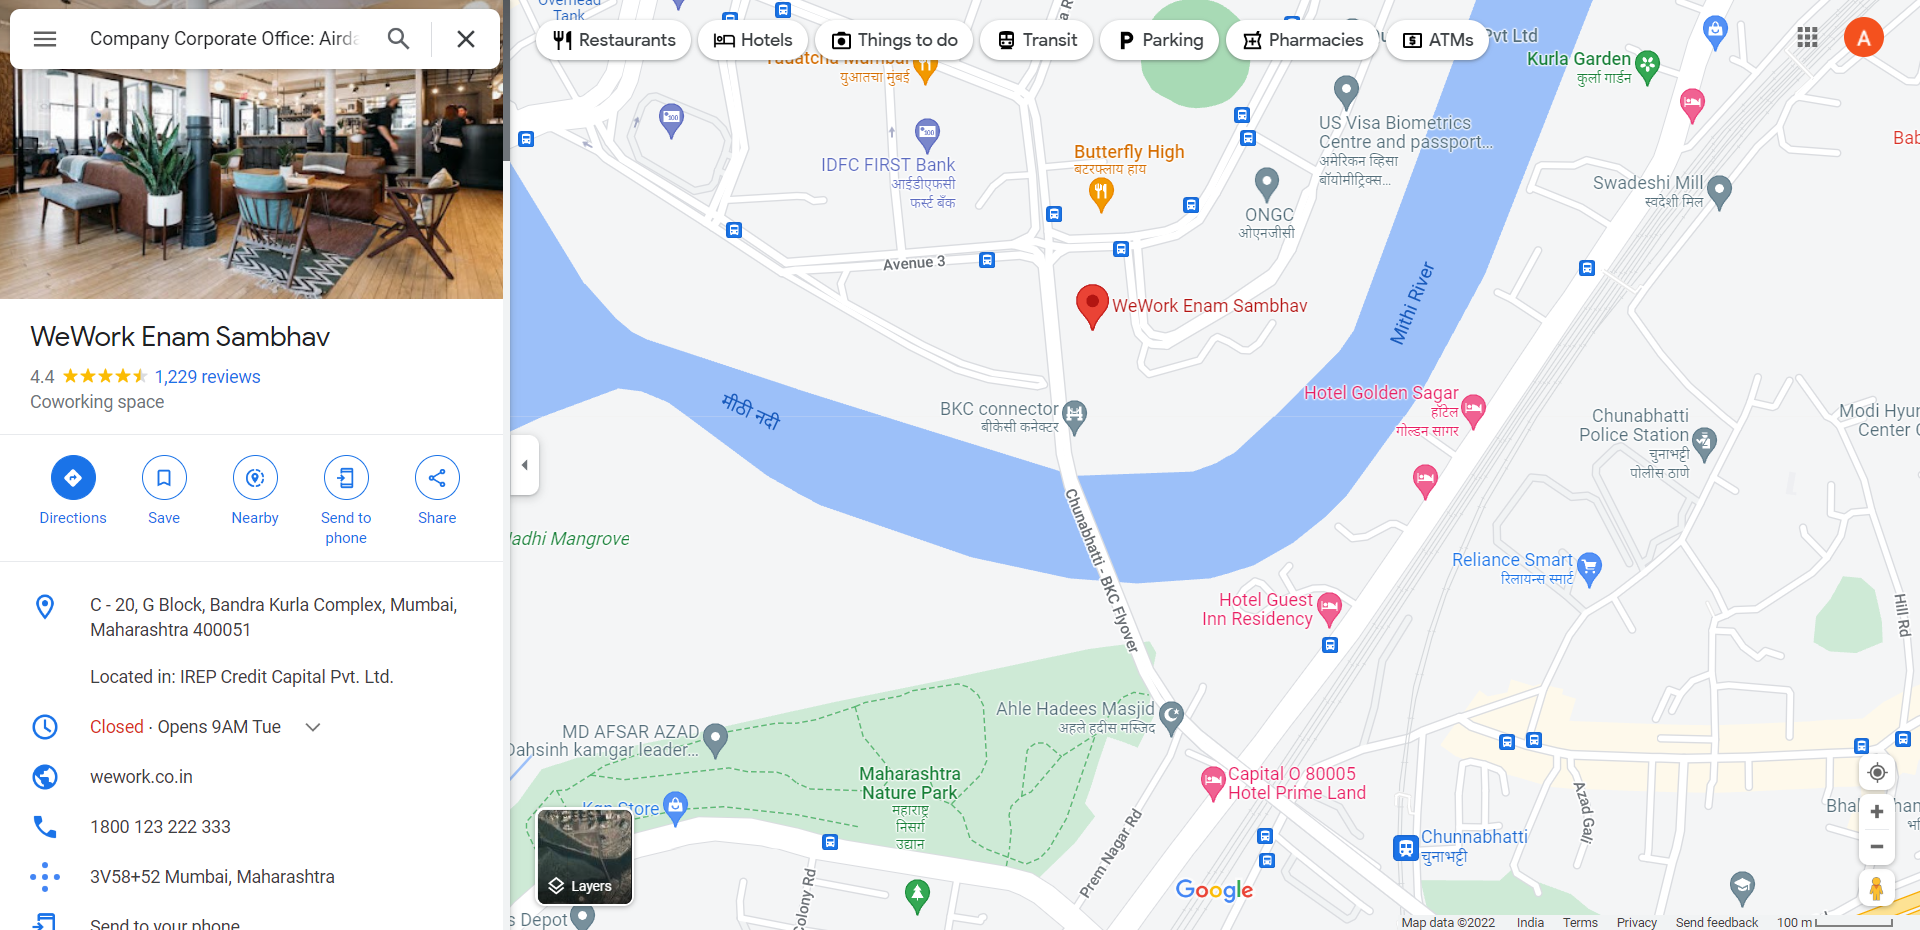 Company Corporate Office: Airda
Restaurants
Hotels
Things to do
Transit
Parking
Pharmacies
ATMs
A
WeWork Enam Sambhav
4.4
1,229 reviews
Coworking space
Directions
Save
Nearby
Send to
phone
Share
C - 20, G Block, Bandra Kurla Complex, Mumbai,
Maharashtra 400051
Located in: IREP Credit Capital Pvt. Ltd.
Closed · Opens 9AM Tue
wework.co.in
1800 123 222 333
3V58+52 Mumbai, Maharashtra
Send to your phone
Overhead
Tank
युआतचा मुंबई
IDFC FIRST Bank
आईडीएफसी
फर्स्ट बँक
Butterfly High
बटरफ्लाय हाय
US Visa Biometrics
Centre and passport...
अमेरिकन व्हिसा
बॉयोमीट्रिक्स...
ONGC
ओएनजीसी
Pvt Ltd
Kurla Garden
कुर्ला गार्डन
Swadeshi Mill
स्वदेशी मिल
Avenue 3
WeWork Enam Sambhav
Mithi River
मीठी नदी
BKC connector
बीकेसी कनेक्टर
Hotel Golden Sagar
हॉटेल
गोल्डन सागर
Chunabhatti
Police Station
चुनाभट्टी
पोलीस ठाणे
Modi Hyun
Center
Chunabhatti - BKC Flyover
Mangrove
Reliance Smart
रिलायन्स स्मार्ट
Hotel Guest
Inn Residency
Hill Rd
Ahle Hadees Masjid
अहले हदीस मस्जिद
MD AFSAR AZAD
Dahsinh kamgar leader...
Maharashtra
Nature Park
महाराष्ट्र
निसर्ग
उद्यान
Store
Capital O 80005
Hotel Prime Land
Prem Nagar Rd
Azad Gali
Chunnabhatti
चुनाभट्टी
Layers
Colony Rd
s Depot
Google
Map data ©2022
India
Terms
Privacy
Send feedback
100 m